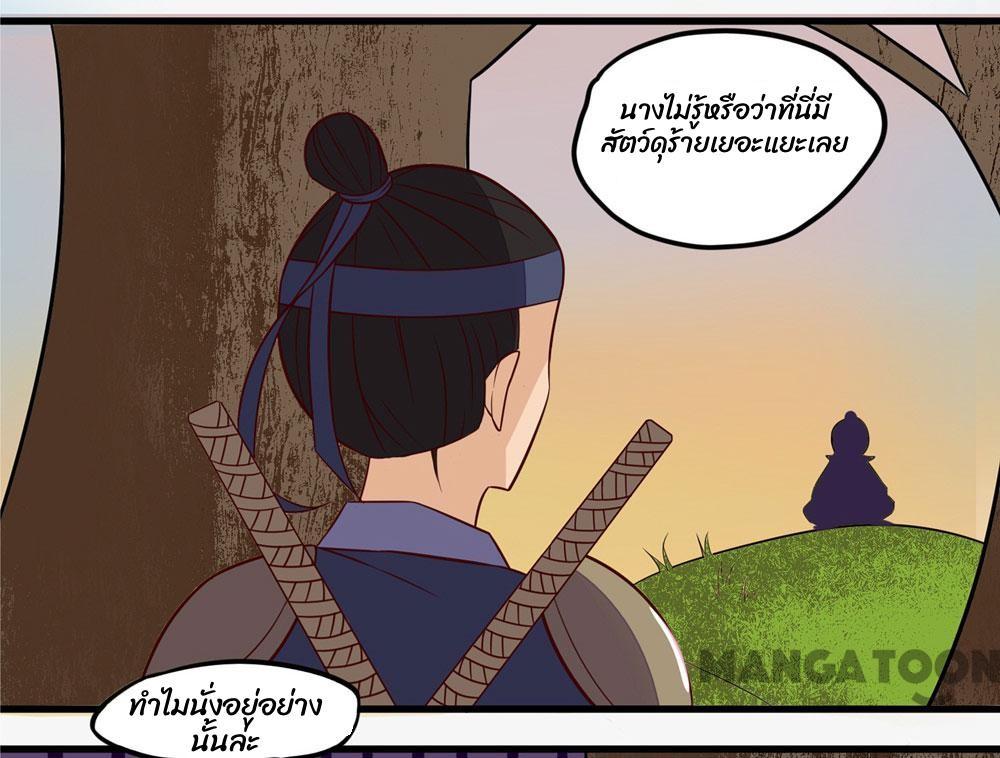 นางไม่รู้หรือว่าที่นี่มี
สัตว์ดุร้ายเยอะแยะเลย
MANGA TOON
ทำไมนั่งอยู่อย่าง
นั้นละ